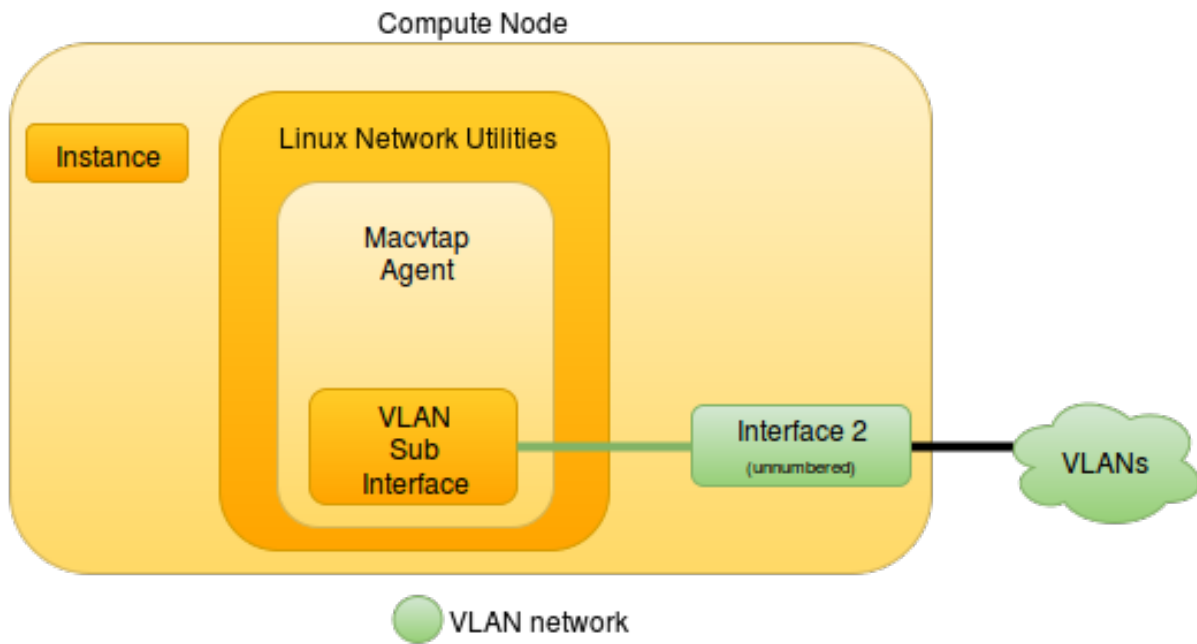 Compute Node
Instance
Linux Network Utilities
Macvtap
Agent
VLAN
Sub
Interface
Interface 2
(unnumbered)
VLANs
VLAN network